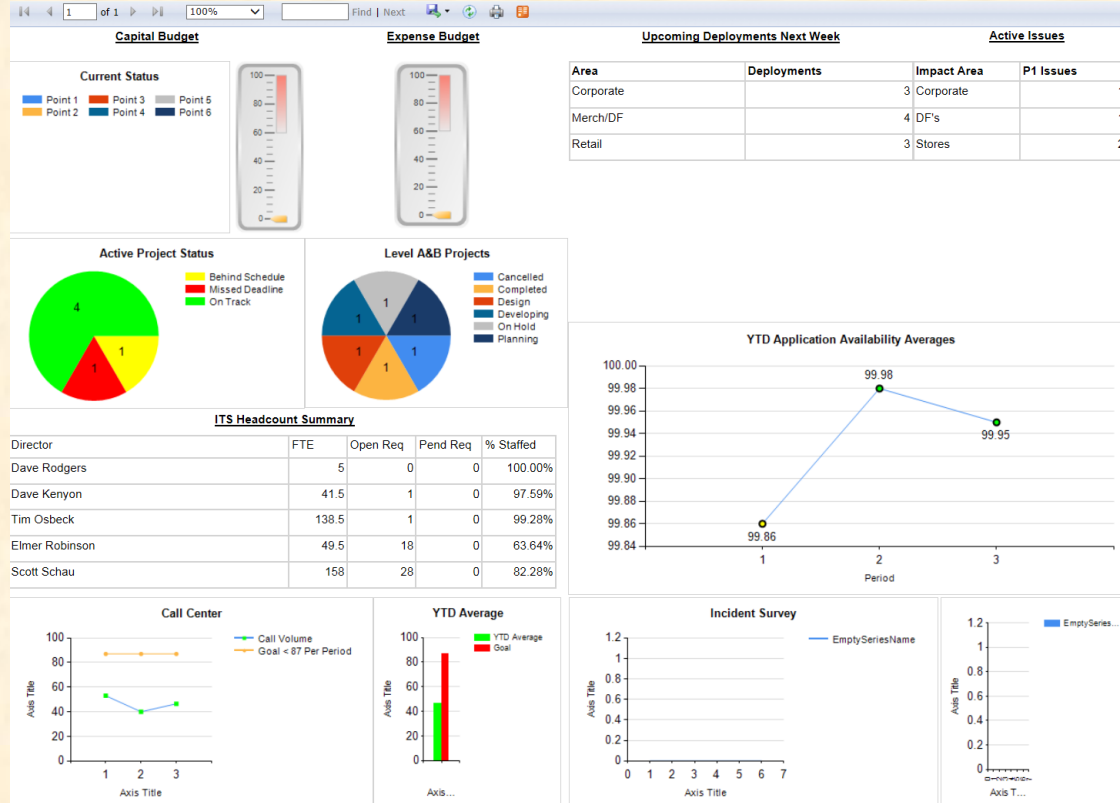 1 of 1 100% Find | Next
Capital Budget
Expense Budget
Upcoming Deployments Next Week
Active Issues
Current Status
Point 1 Point 3 Point 5
Point 2 Point 4 Point 6
100
80
60
40
20
0
100
80
60
40
20
0
Area Deployments Impact Area P1 Issues
Corporate 3 Corporate
Merch/DF 4 DF's
Retail 3 Stores
Active Project Status
Behind Schedule
Missed Deadline
On Track
4
1
1
Level A&B Projects
Cancelled
Completed
Design
Developing
On Hold
Planning
1
1
1
1
1
1
YTD Application Availability Averages
100.00
99.98
99.96
99.94
99.92
99.90
99.88
99.86
99.84
99.86
99.98
99.95
1 2 3
Period
ITS Headcount Summary
Director FTE Open Req Pend Req % Staffed
Dave Rodgers 5 0 0 100.00%
Dave Kenyon 41.5 1 0 97.59%
Tim Osbeck 138.5 1 0 99.28%
Elmer Robinson 49.5 18 0 63.64%
Scott Schau 158 28 0 82.28%
Call Center
Call Volume
Goal < 87 Per Period
Axis Title
100
80
60
40
20
0
1 2 3
Axis Title
YTD Average
YTD Average
Goal
Axis Title
100
80
60
40
20
0
Axis...
Incident Survey
EmptySeriesName
Axis Title
1.2
1
0.8
0.6
0.4
0.2
0
0 1 2 3 4 5 6 7
Axis Title
EmptySeries...
Axis Title
1.2
1
0.8
0.6
0.4
0.2
0
Axis T...